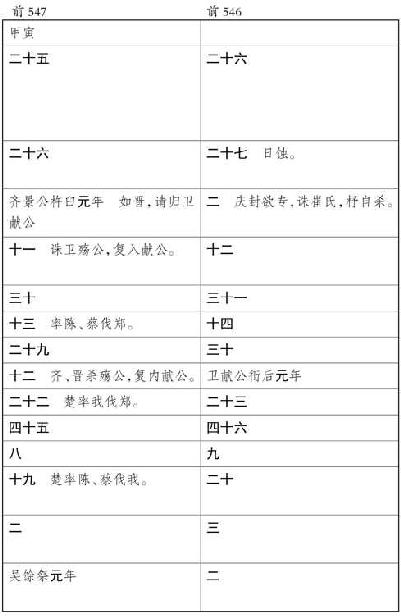 前547 前546
甲寅
二十五 二十六
二十六 二十七 日蚀。
齐景公杵臼元年 如晋,请归卫 二 庆封欲专,诛崔氏,杼自杀。
献公
十一 诛卫殇公,复入献公。 十二
三十 三十一
十三 率陈、蔡伐郑。 十四
二十九 三十
十二 齐、晋杀殇公,复内献公。 卫献公衎后元年
二十二 楚率我伐郑。 二十三
四十五 四十六
八 九
十九 楚率陈、蔡伐我。 二十
二 三
吴馀祭元年 二